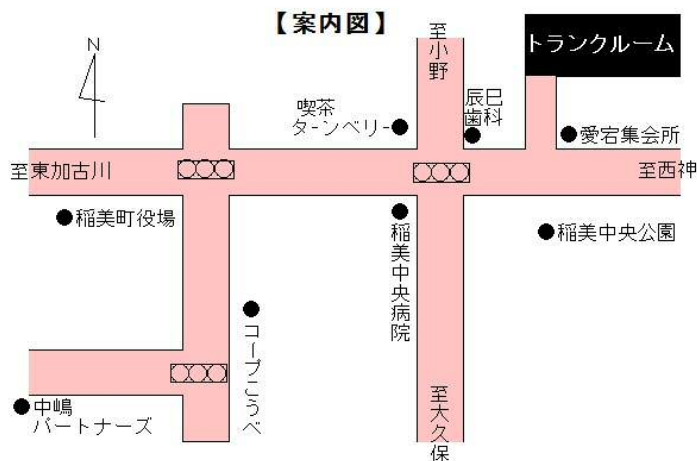 【案内図】
至小野
トランクルーム
N
喫茶
ターンベリー
辰巳
歯科
愛宕集会所
至東加古川
至西神
稲美町役場
稲美中央病院
稲美中央公園
コープこうべ
中嶋
パートナーズ
至大久保